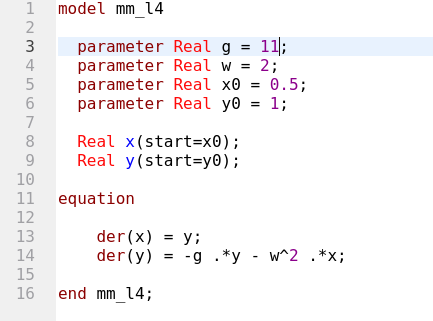 1 model mm_l4
2
3   parameter Real g = 11;
4   parameter Real w = 2;
5   parameter Real x0 = 0.5;
6   parameter Real y0 = 1;
7
8   Real x(start=x0);
9   Real y(start=y0);
10
11 equation
12
13     der(x) = y;
14     der(y) = -g .*y - w^2 .*x;
15
16 end mm_l4;